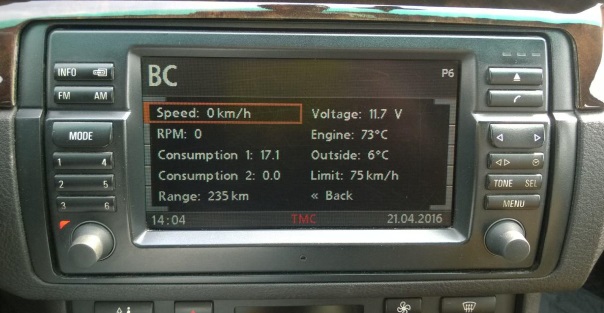 BC
P6
Speed: 0 km/h
RPM: 0
Consumption 1: 17.1
Consumption 2: 0.0
Range: 235 km
Voltage: 11.7 V
Engine: 73°C
Outside: 6°C
Limit: 75 km/h
« Back
14:04 TMC 21.04.2016
INFO
FM AM
MODE
1 4
2 5
3 6
TONE SEL
MENU